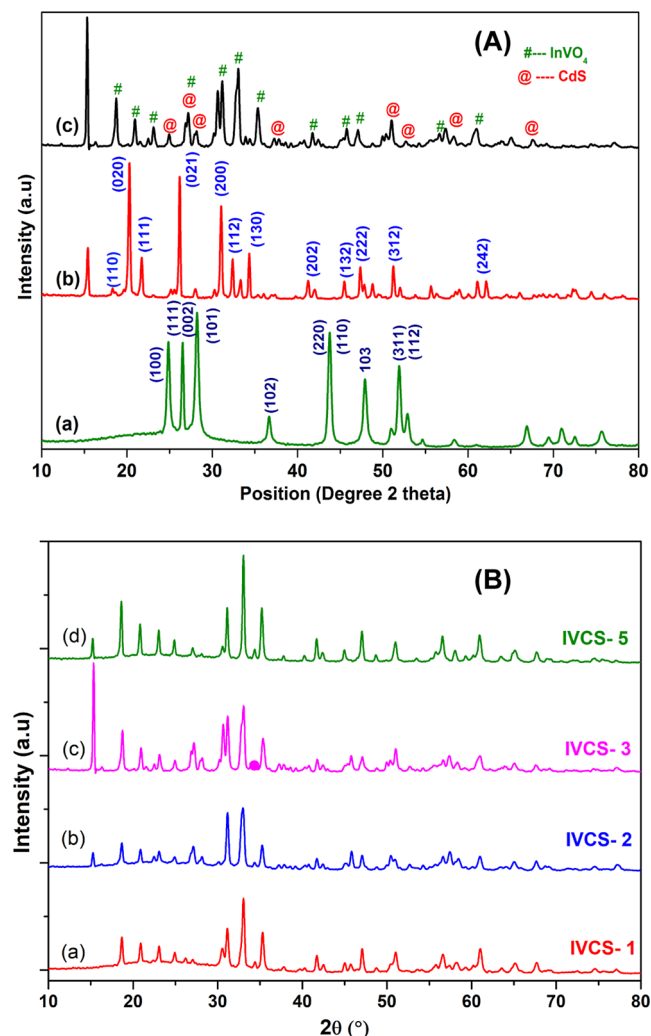 (A)
#--- InVO4
@ ---- CdS
(c)
# # # # # # # # # # # #
@ @ @ @ @ @ @ @
(b)
(110) (020) (111) (021) (200) (112) (130) (202) (132) (222) (312) (242)
(a)
(100) (111) (002) (101) (102) (220) (110) 103 (311) (112)
Intensity (a.u)
10 20 30 40 50 60 70 80
Position (Degree 2 theta)
(B)
(d) IVCS- 5
(c) IVCS- 3
(b) IVCS- 2
(a) IVCS- 1
Intensity (a.u)
10 20 30 40 50 60 70 80
2θ (°)